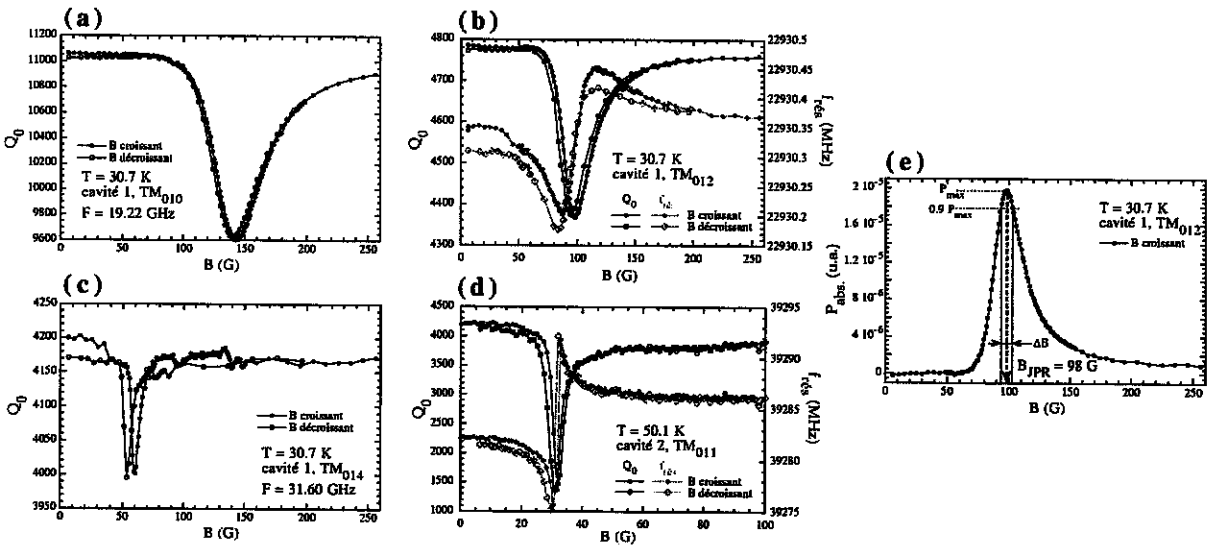 (a)
11200
11000
10800
10600
10400
10200
10000
9800
9600
Q0
B croissant
B décroissant
T = 30.7 K
cavité 1, TM010
F = 19.22 GHz
0 50 100 150 200 250
B (G)
(b)
4800
4700
4600
4500
4400
4300
Q0
22930.5
22930.45
22930.4
22930.35
22930.3
22930.25
22930.2
22930.15
frés (MHz)
T = 30.7 K
cavité 1, TM012
Q0 frés
B croissant
B décroissant
0 50 100 150 200 250
B (G)
(c)
4250
4200
4150
4100
4050
4000
3950
Q0
B croissant
B décroissant
T = 30.7 K
cavité 1, TM014
F = 31.60 GHz
0 50 100 150 200 250
B (G)
(d)
4500
4000
3500
3000
2500
2000
1500
1000
Q0
39295
39290
39285
39280
39275
frés (MHz)
T = 50.1 K
cavité 2, TM011
Q0 frés
B croissant
B décroissant
0 20 40 60 80 100
B (G)
(e)
2 10-5
1.6 10-5
1.2 10-5
8 10-6
4 10-6
0
Pabs. (u.a.)
Pmax
0.9 Pmax
T = 30.7 K
cavité 1, TM012
B croissant
ΔB
BJPR = 98 G
0 50 100 150 200 250
B (G)